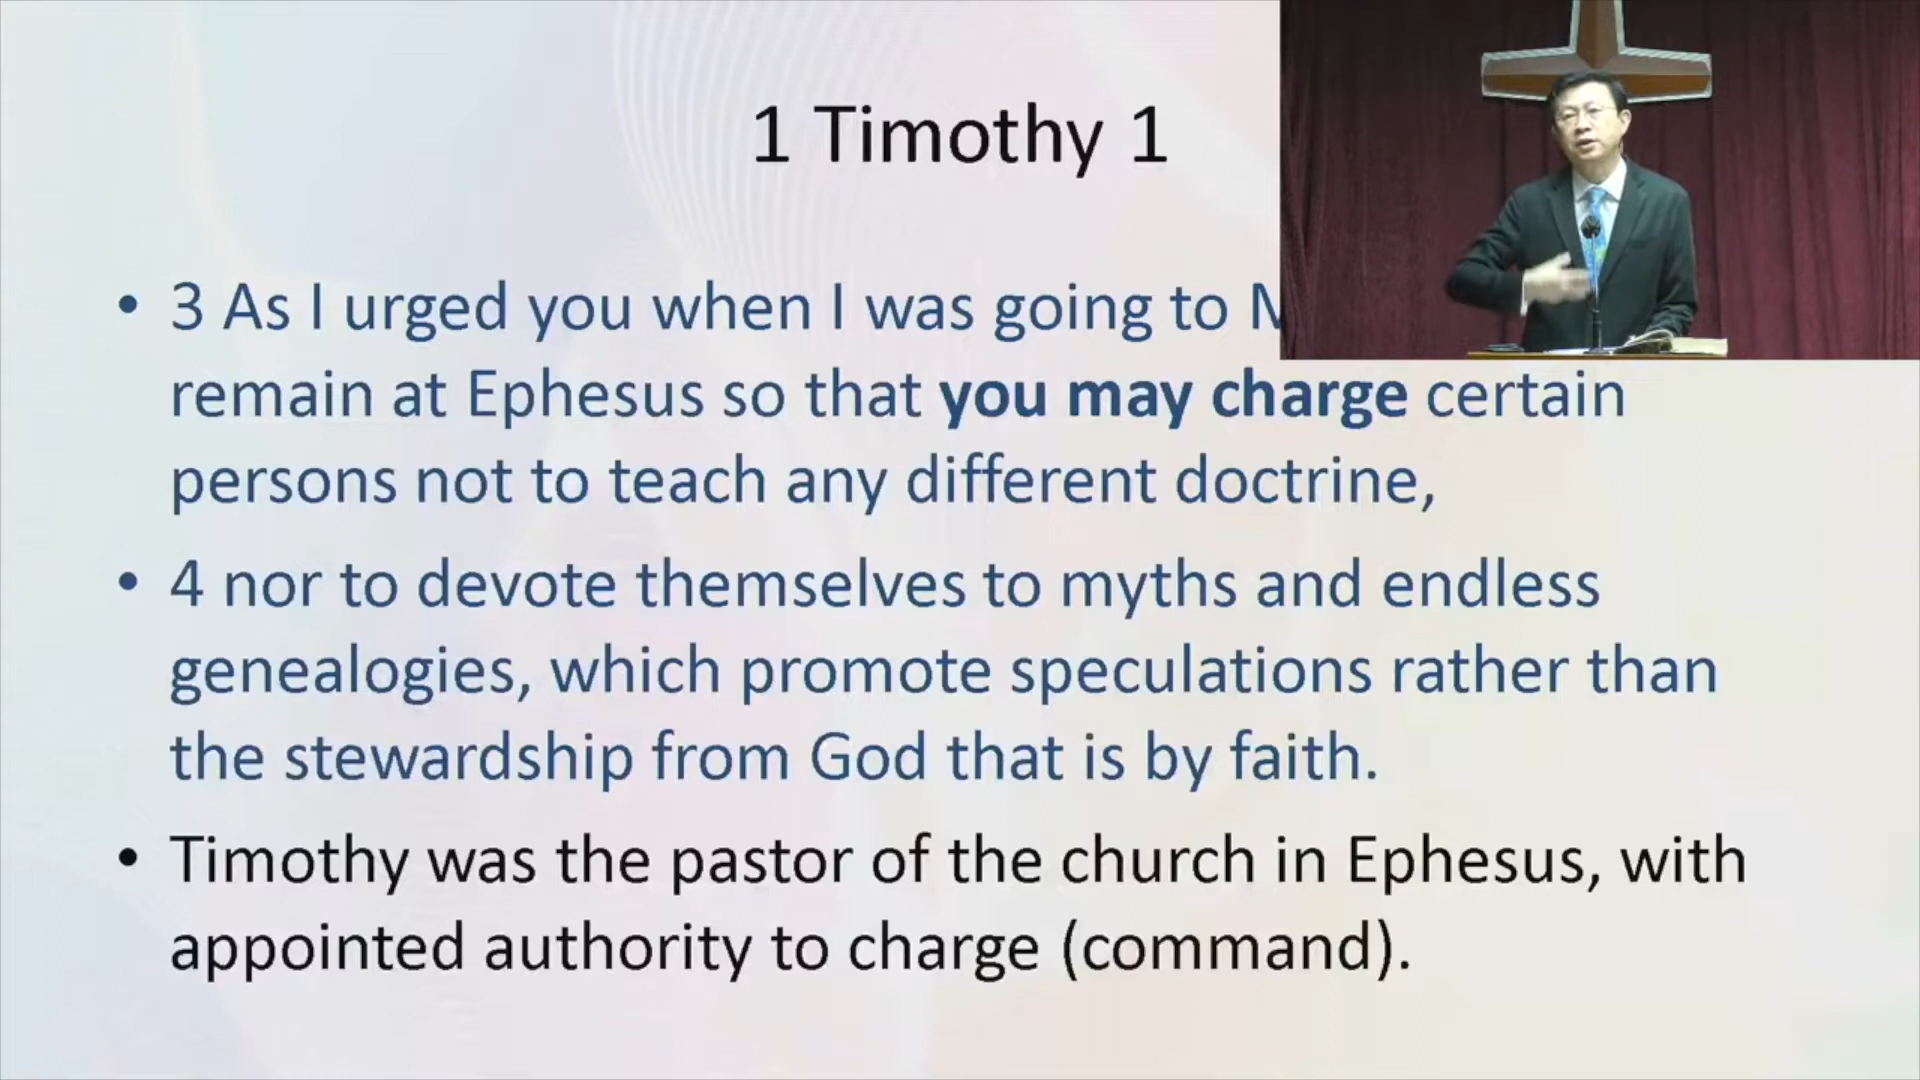 1 Timothy 1
• 3 As I urged you when I was going to
remain at Ephesus so that you may charge certain
persons not to teach any different doctrine,
• 4 nor to devote themselves to myths and endless
genealogies, which promote speculations rather than
the stewardship from God that is by faith.
• Timothy was the pastor of the church in Ephesus, with
appointed authority to charge (command).